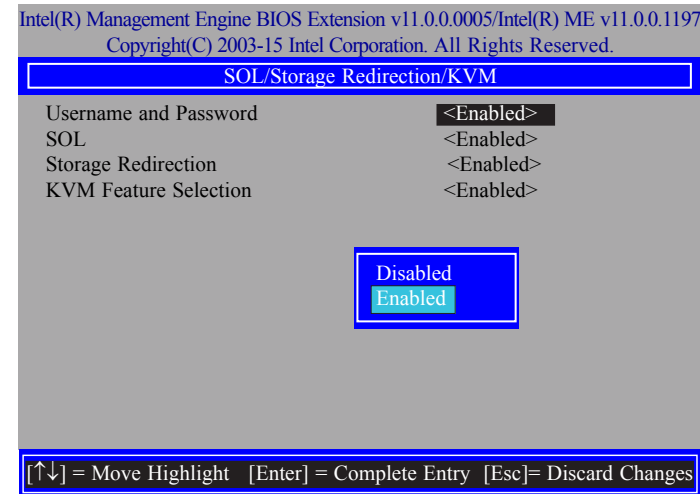 Intel(R) Management Engine BIOS Extension v11.0.0.0005/Intel(R) ME v11.0.0.1197
Copyright(C) 2003-15 Intel Corporation. All Rights Reserved.
SOL/Storage Redirection/KVM
Username and Password <Enabled>
SOL <Enabled>
Storage Redirection <Enabled>
KVM Feature Selection <Enabled>
Disabled
Enabled
[↑↓] = Move Highlight [Enter] = Complete Entry [Esc]= Discard Changes